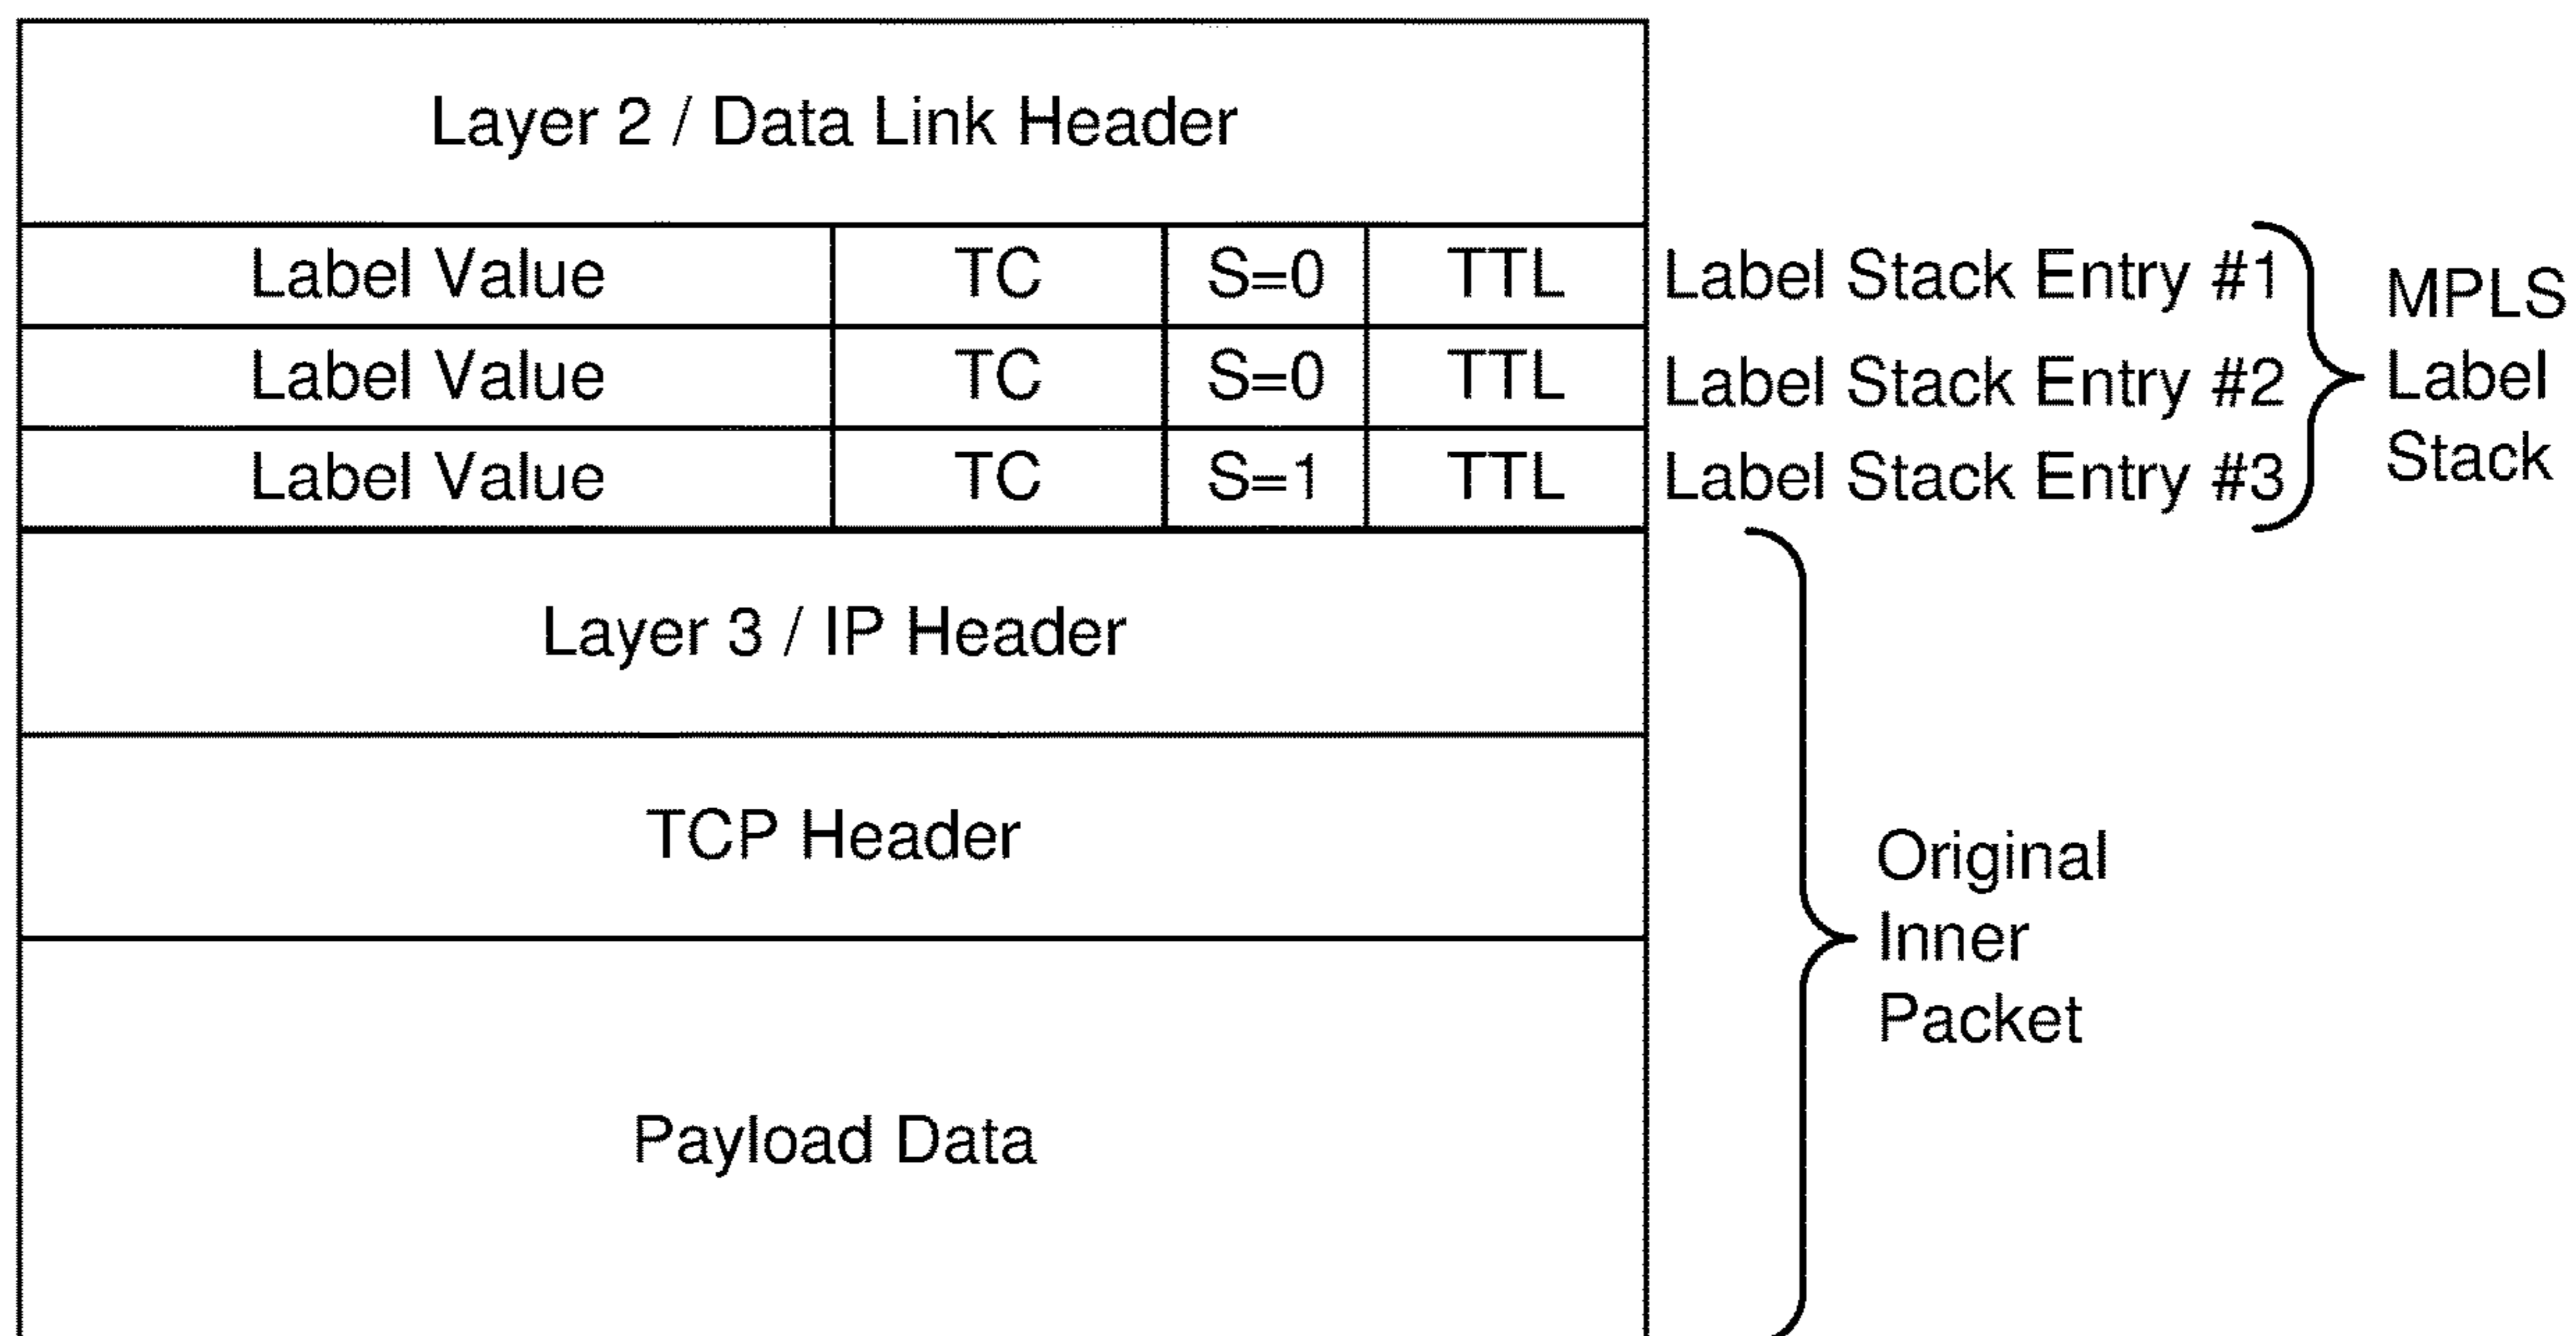 Layer 2 / Data Link Header
Label Value TC S=0 TTL Label Stack Entry #1
Label Value TC S=0 TTL Label Stack Entry #2
Label Value TC S=1 TTL Label Stack Entry #3
MPLS
Label
Stack
Layer 3 / IP Header
TCP Header
Payload Data
Original
Inner
Packet